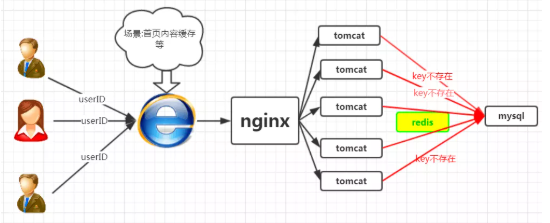 场景:首页内容缓存
等
userID
userID
userID
nginx
tomcat
tomcat
tomcat
tomcat
tomcat
key不存在
key不存在
redis
key不存在
mysql